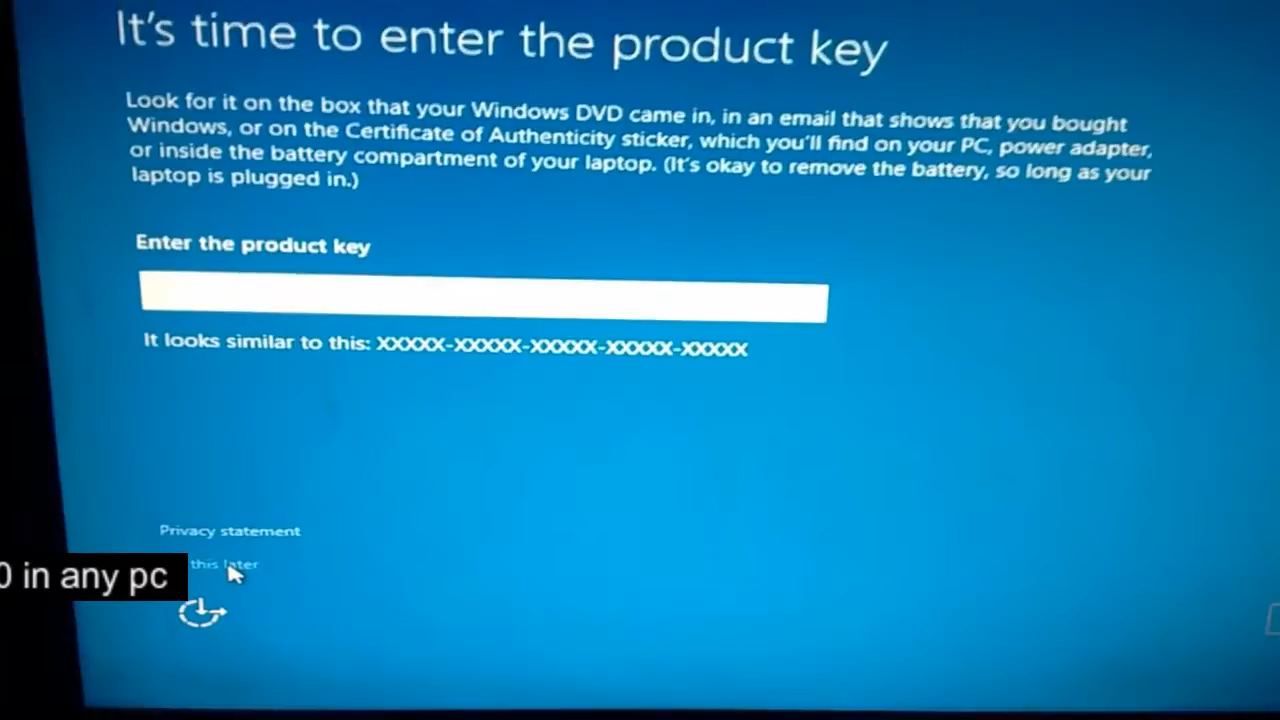 It's time to enter the product key
Look for it on the box that your Windows DVD came in, in an email that shows that you bought
Windows, or on the Certificate of Authenticity sticker, which you'll find on your PC, power adapter,
or inside the battery compartment of your laptop. (It's okay to remove the battery, so long as your
laptop is plugged in.)
Enter the product key
It looks similar to this: XXXXX-XXXXX-XXXXX-XXXXX-XXXXX
Privacy statement
this later
0 in any pc